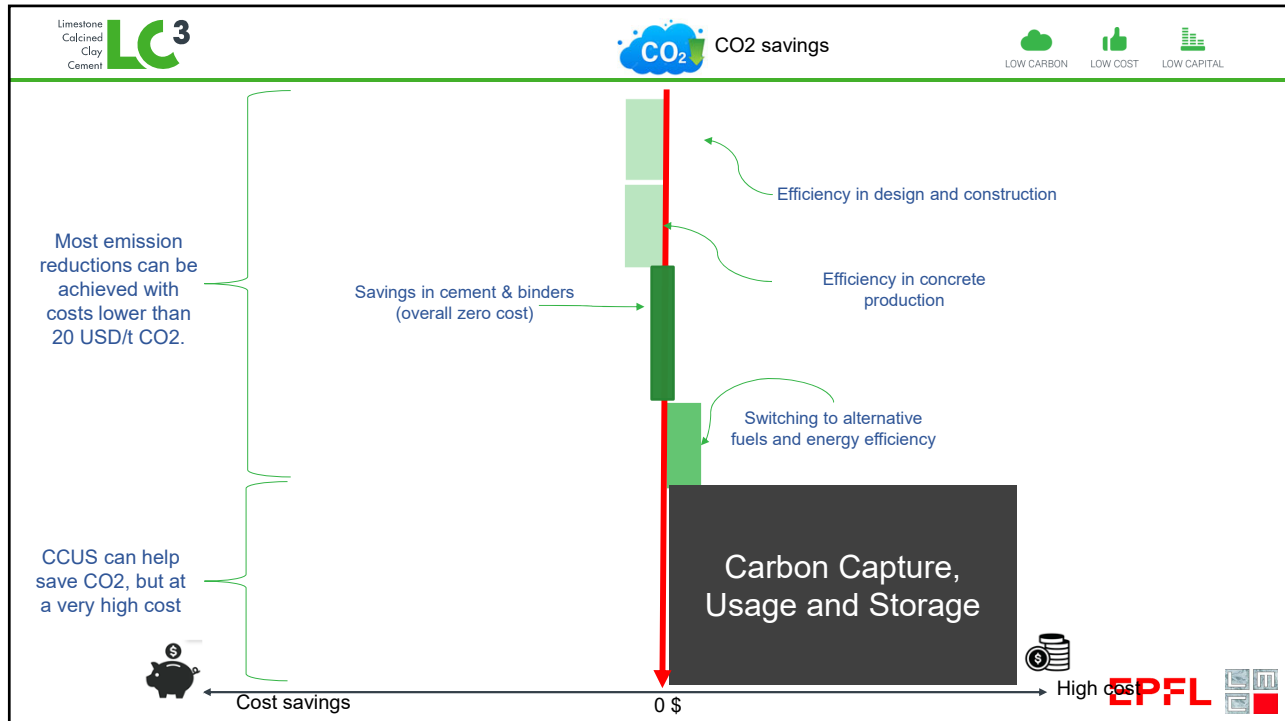 Limestone
Calcined
Clay
Cement
LC3
CO2
CO2 savings
LOW CARBON
LOW COST
LOW CAPITAL
Efficiency in design and construction
Most emission
reductions can be
achieved with
costs lower than
20 USD/t CO2.
Savings in cement & binders
(overall zero cost)
Efficiency in concrete
production
Switching to alternative
fuels and energy efficiency
CCUS can help
save CO2, but at
a very high cost
Carbon Capture,
Usage and Storage
$
$
Cost savings
0 $
High cost
EPFL
L M
C